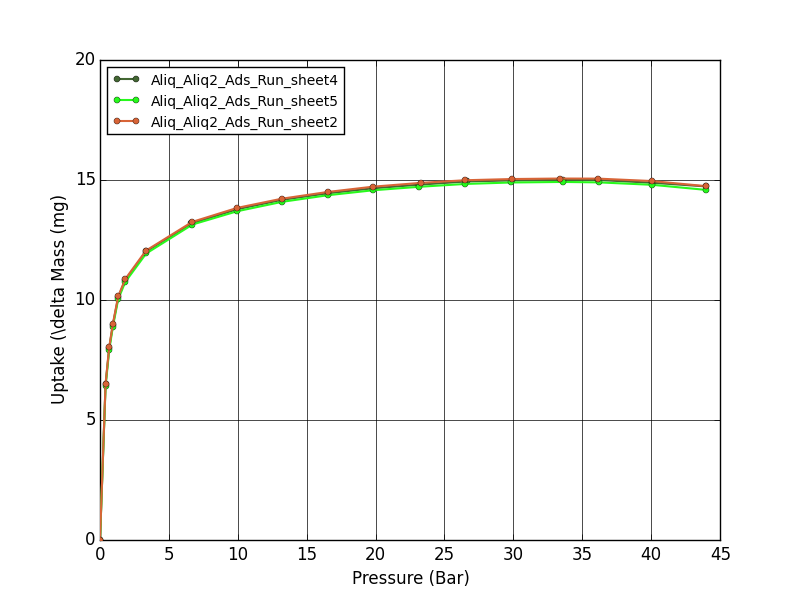 20
15
10
5
0
Uptake (\delta Mass (mg)
Aliq_Aliq2_Ads_Run_sheet4
Aliq_Aliq2_Ads_Run_sheet5
Aliq_Aliq2_Ads_Run_sheet2
0 5 10 15 20 25 30 35 40 45
Pressure (Bar)